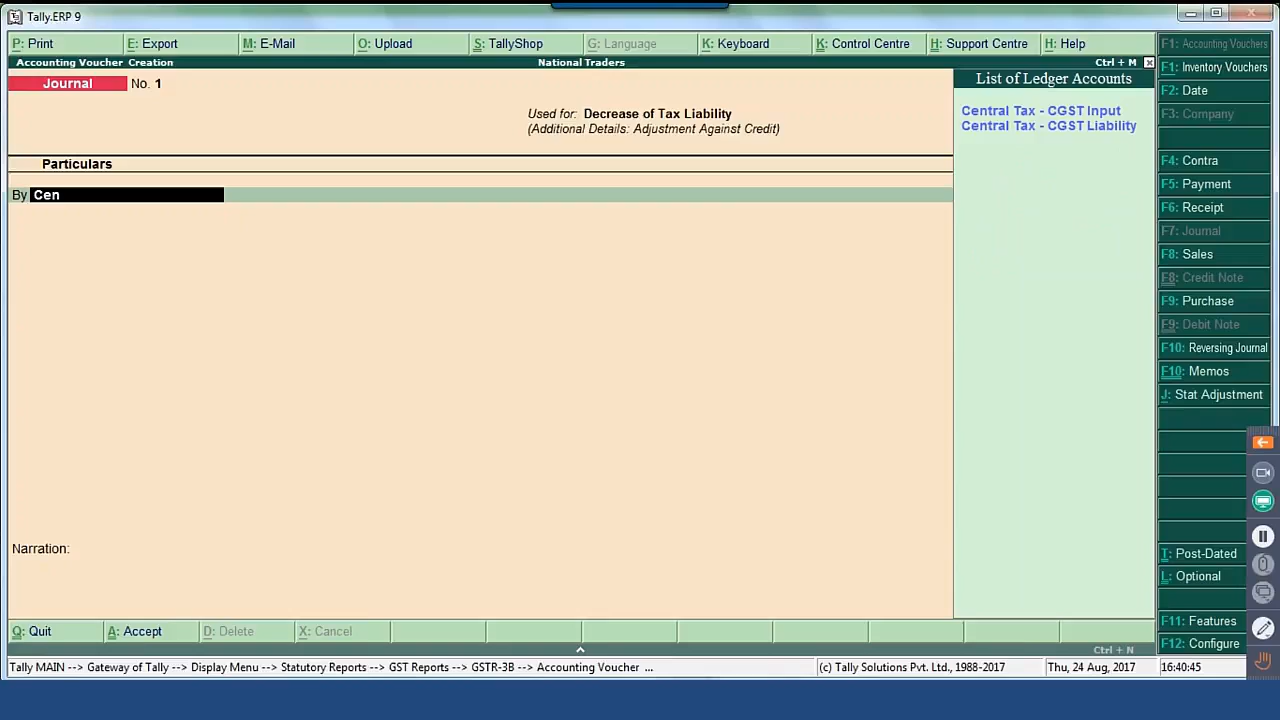 Tally.ERP 9
P: Print E: Export M: E-Mail O: Upload S: TallyShop G: Language K: Keyboard K: Control Centre H: Support Centre H: Help
Accounting Voucher Creation National Traders Ctrl + M
Journal No. 1
Used for: Decrease of Tax Liability
(Additional Details: Adjustment Against Credit)
Particulars
By Cen
Narration:
List of Ledger Accounts
Central Tax - CGST Input
Central Tax - CGST Liability
F1: Accounting Vouchers
F1: Inventory Vouchers
F2: Date
F3: Company
F4: Contra
F5: Payment
F6: Receipt
F7: Journal
F8: Sales
F8: Credit Note
F9: Purchase
F9: Debit Note
F10: Reversing Journal
F10: Memos
J: Stat Adjustment
T: Post-Dated
L: Optional
F11: Features
F12: Configure
Q: Quit A: Accept D: Delete X: Cancel
Ctrl + N
Tally MAIN --> Gateway of Tally --> Display Menu --> Statutory Reports --> GST Reports --> GSTR-3B --> Accounting Voucher ... (c) Tally Solutions Pvt. Ltd., 1988-2017 Thu, 24 Aug, 2017 16:40:45